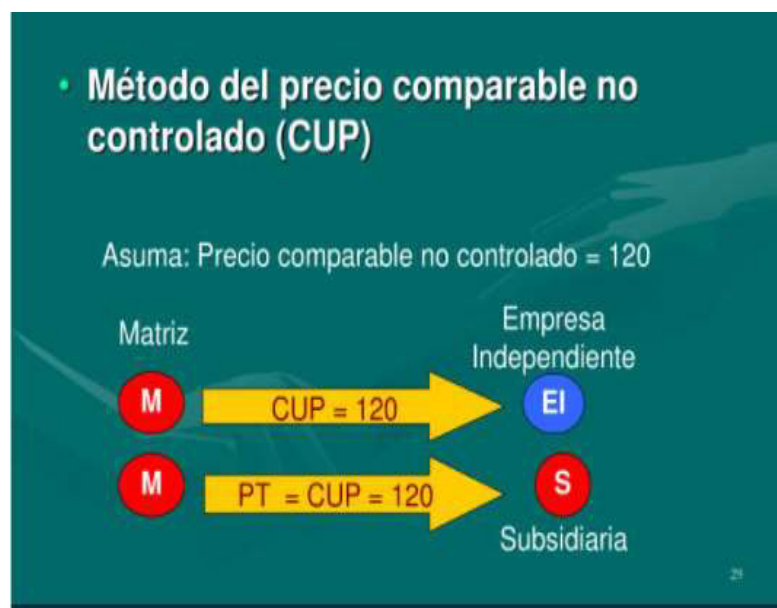 • Método del precio comparable no
controlado (CUP)
Asuma: Precio comparable no controlado = 120
Matriz
Empresa
Independiente
M
CUP = 120
EI
M
PT = CUP = 120
S
Subsidiaria
29